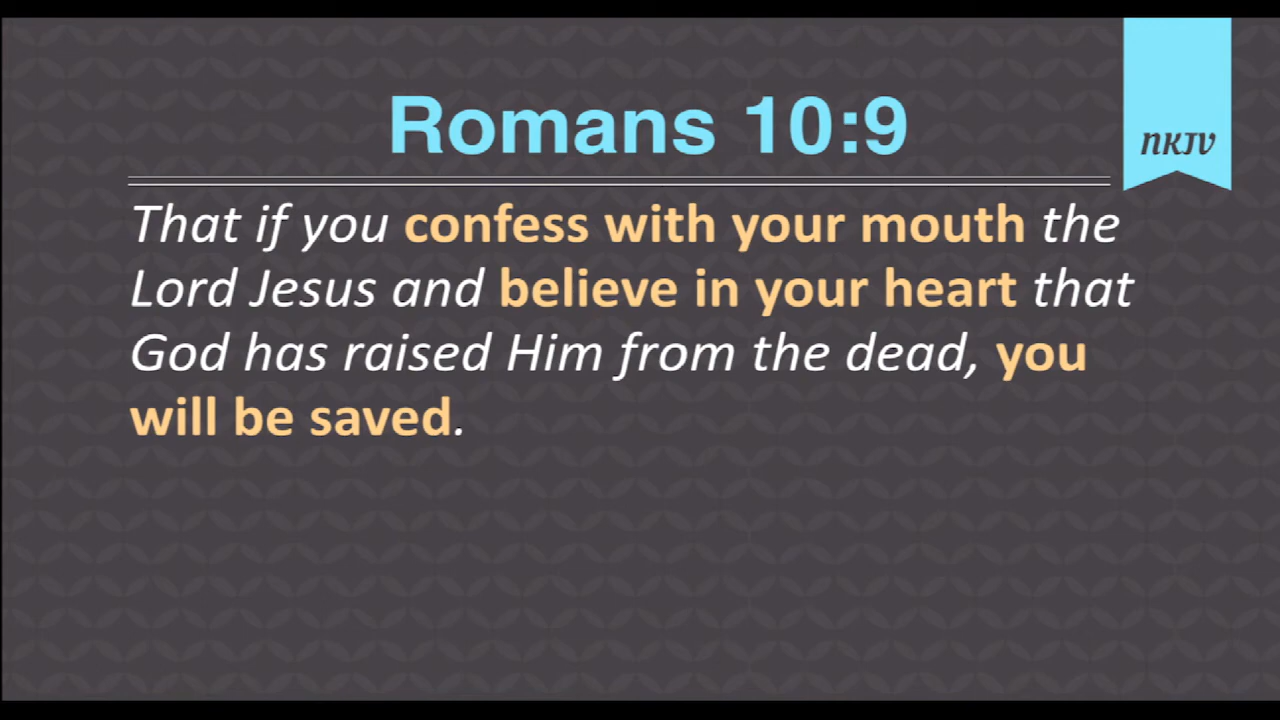 Romans 10:9
NKJV
That if you confess with your mouth the
Lord Jesus and believe in your heart that
God has raised Him from the dead, you
will be saved.